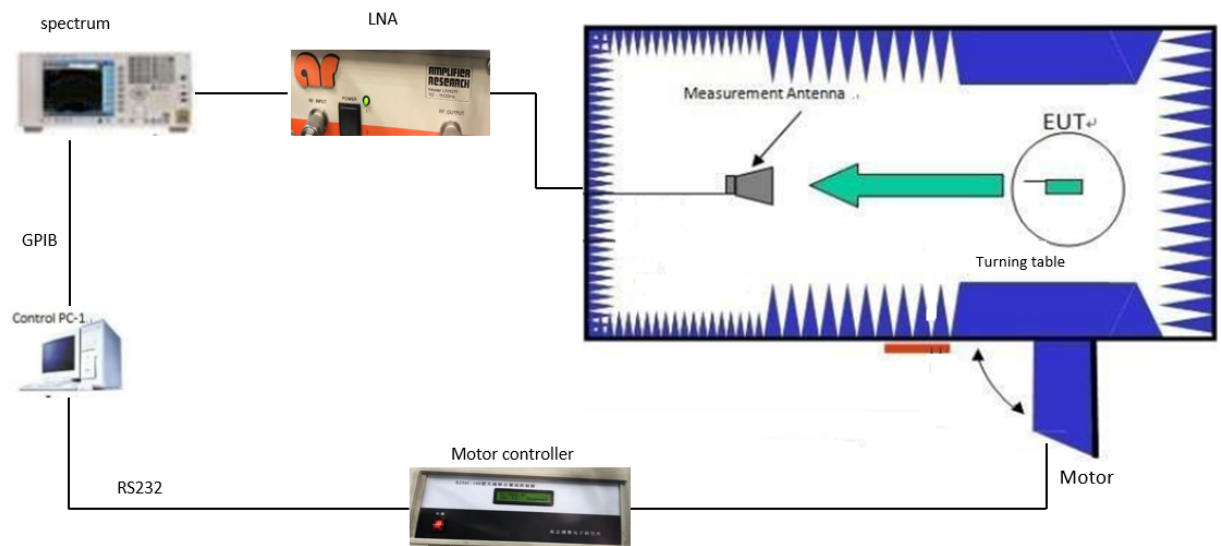 spectrum
LNA
AMPLIFIER
RESEARCH
RF INPUT
POWER
RF OUTPUT
Measurement Antenna
EUT
Turning table
GPIB
Control PC-1
Motor controller
RS232
Motor